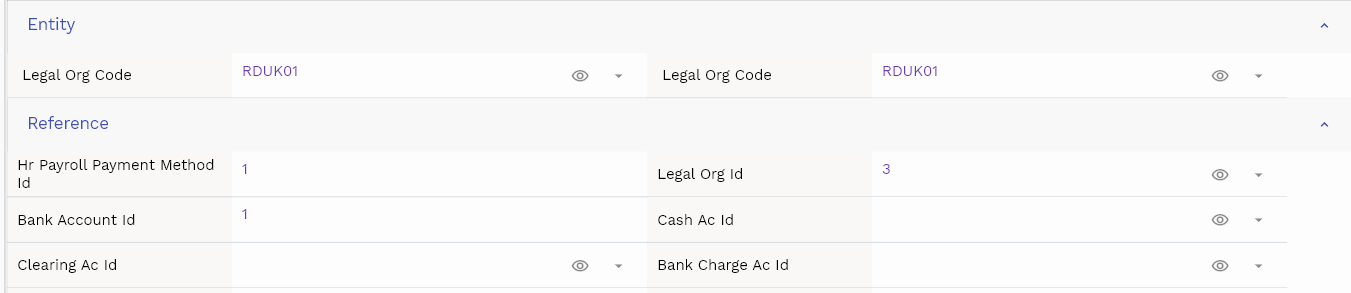 Entity
Legal Org Code RDUK01 Legal Org Code RDUK01
Reference
Hr Payroll Payment Method
Id 1 Legal Org Id 3
Bank Account Id 1 Cash Ac Id
Clearing Ac Id Bank Charge Ac Id